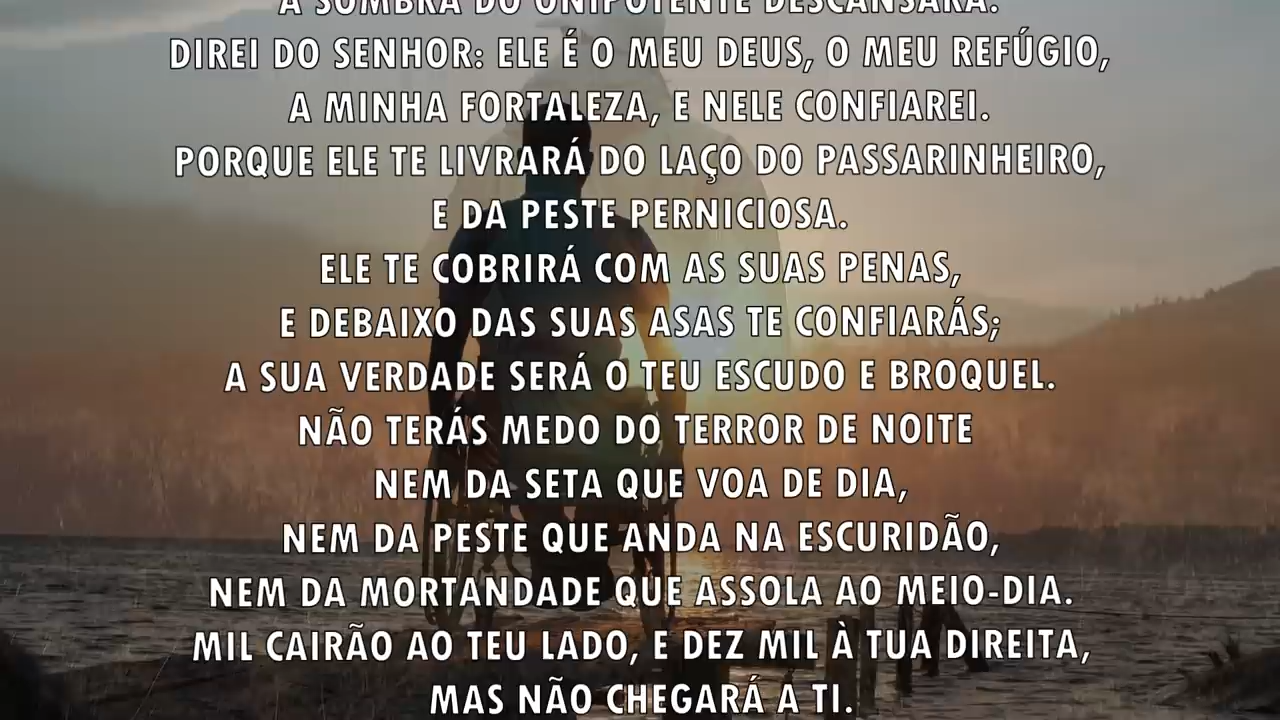 À SOMBRA DO ONIPOTENTE DESCANSARÁ.
DIREI DO SENHOR: ELE É O MEU DEUS, O MEU REFÚGIO,
A MINHA FORTALEZA, E NELE CONFIAREI.
PORQUE ELE TE LIVRARÁ DO LAÇO DO PASSARINHEIRO,
E DA PESTE PERNICIOSA.
ELE TE COBRIRÁ COM AS SUAS PENAS,
E DEBAIXO DAS SUAS ASAS TE CONFIARÁS;
A SUA VERDADE SERÁ O TEU ESCUDO E BROQUEL.
NÃO TERÁS MEDO DO TERROR DE NOITE
NEM DA SETA QUE VOA DE DIA,
NEM DA PESTE QUE ANDA NA ESCURIDÃO,
NEM DA MORTANDADE QUE ASSOLA AO MEIO-DIA.
MIL CAIRÃO AO TEU LADO, E DEZ MIL À TUA DIREITA,
MAS NÃO CHEGARÁ A TI.